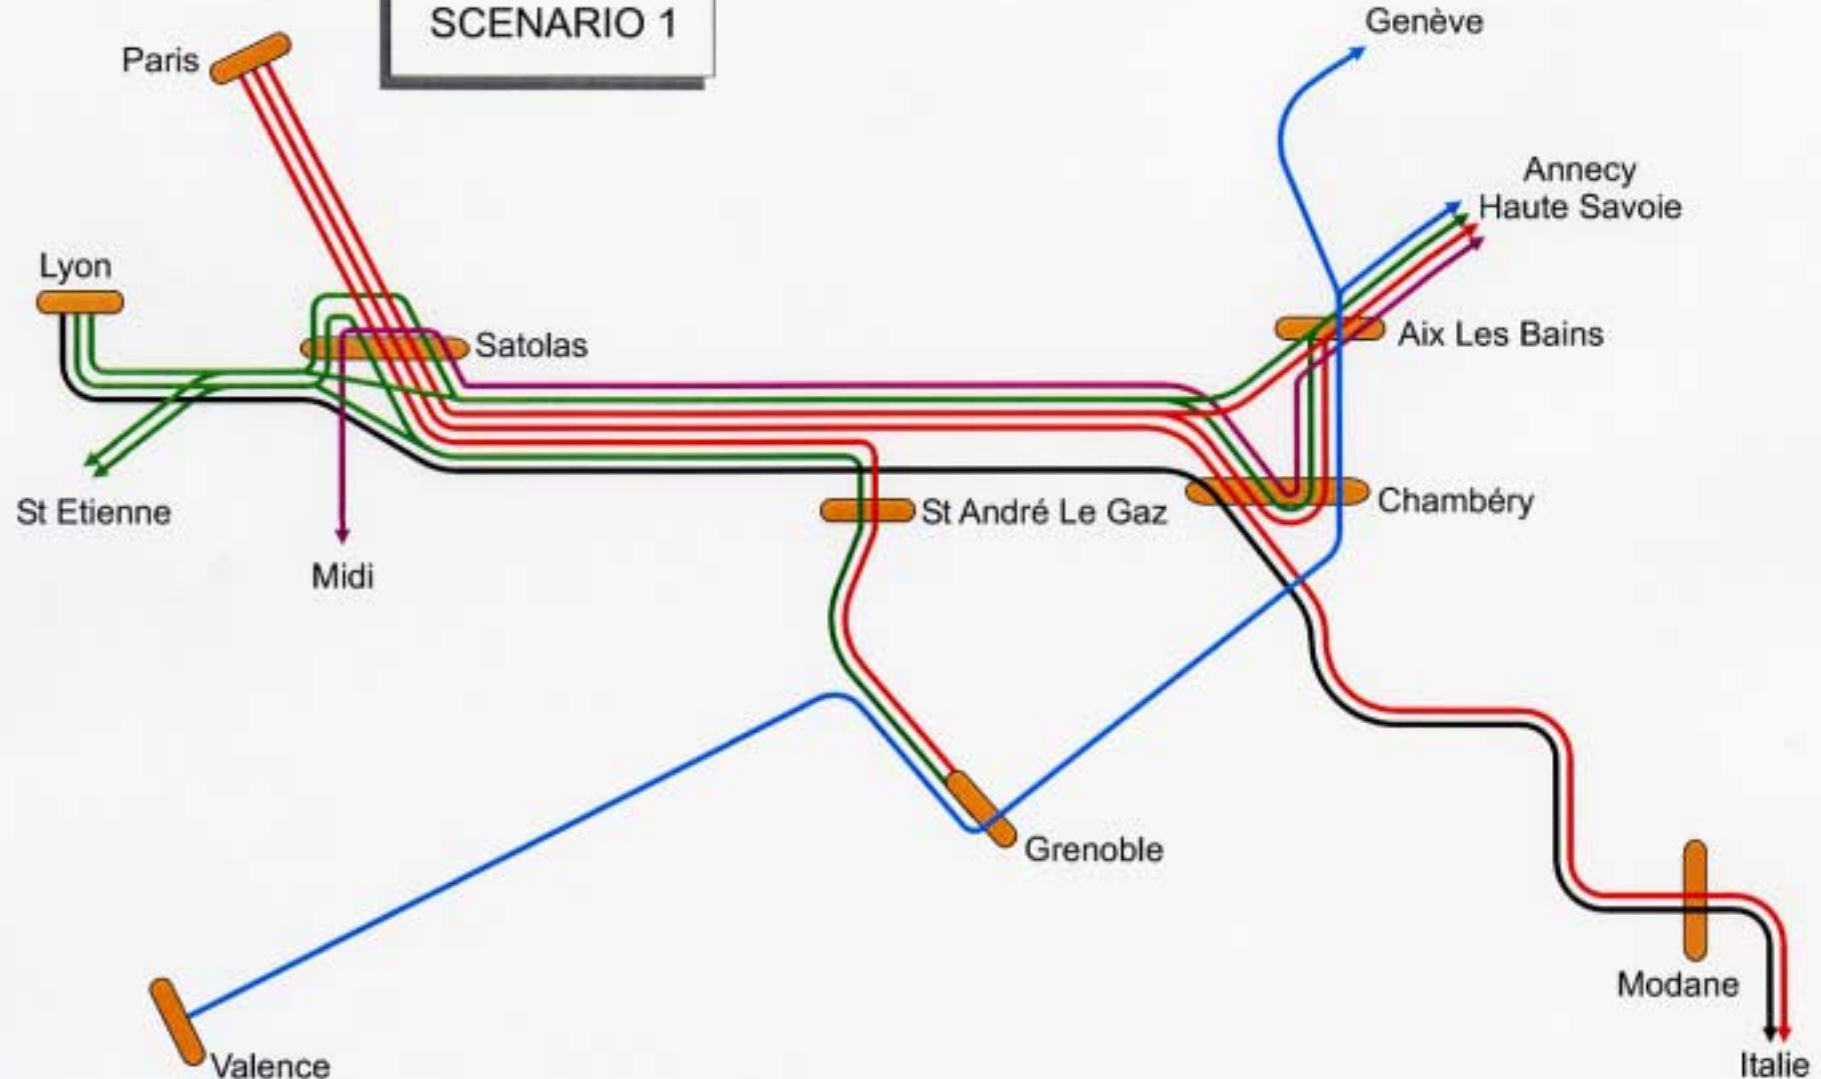 SCENARIO 1
Genève
Paris
Annecy
Haute Savoie
Lyon
Satolas
Aix Les Bains
St Etienne
St André Le Gaz
Chambéry
Midi
Grenoble
Modane
Valence
Italie